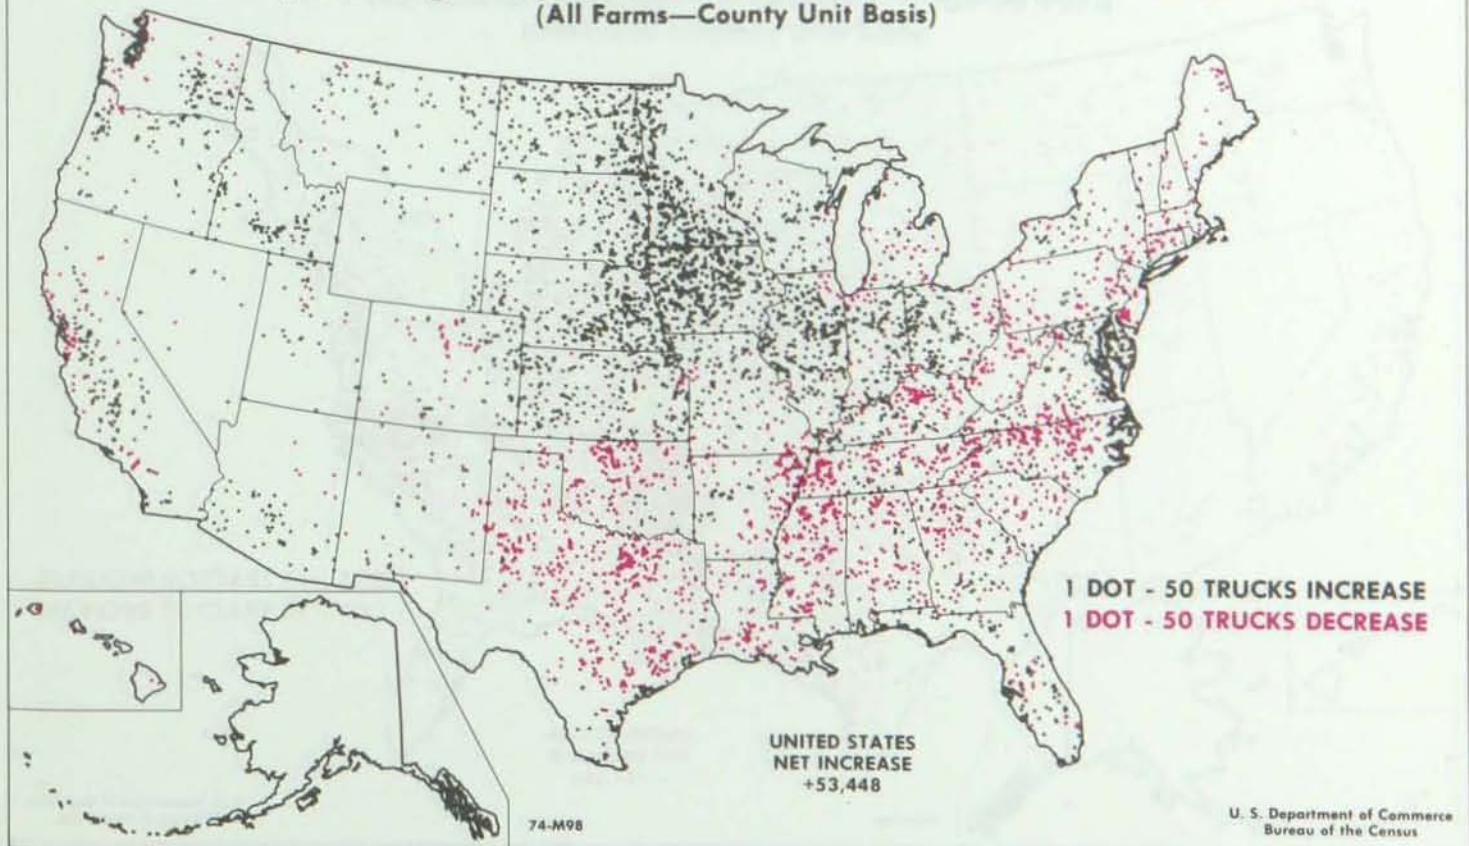 (All Farms—County Unit Basis)
1 DOT - 50 TRUCKS INCREASE
1 DOT - 50 TRUCKS DECREASE
UNITED STATES
NET INCREASE
+53,448
74-M98
U. S. Department of Commerce
Bureau of the Census